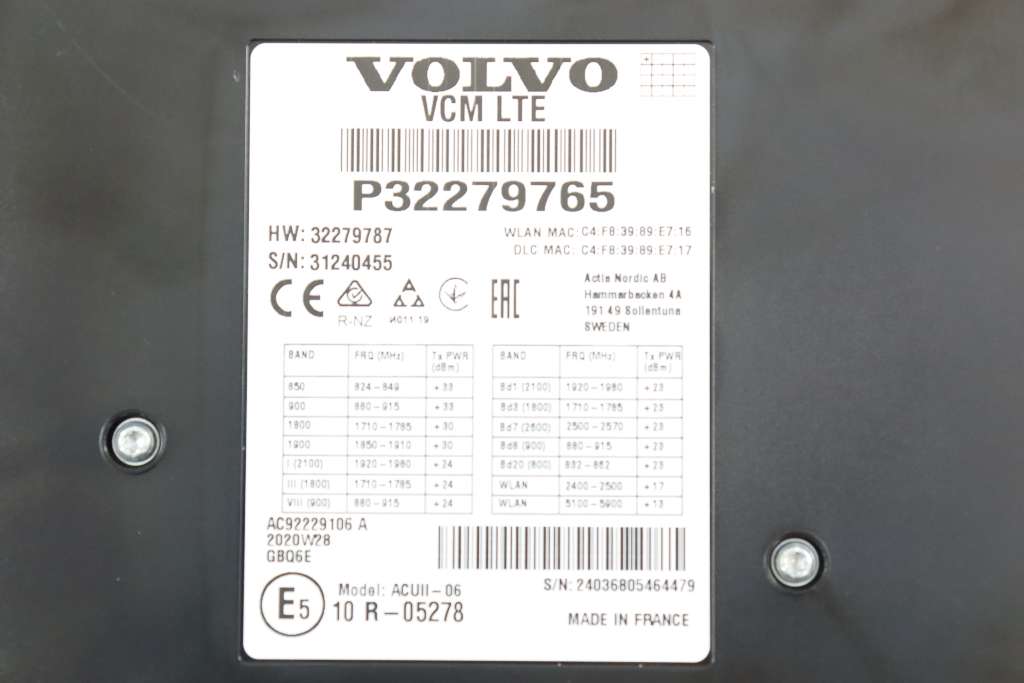 VOLVO
VCM LTE
P32279765
HW: 32279787
S/N: 31240455
WLAN MAC: C4:F8:39:89:E7:16
DLC MAC: C4:F8:39:89:E7:17
CE
R-NZ
И011 19
EAC
Actia Nordic AB
Hammarbacken 4A
191 49 Sollentuna
SWEDEN
BAND FRQ (MHz) Tx PWR (dBm)
850 824-849 +33
900 880-915 +33
1800 1710-1785 +30
1900 1850-1910 +30
I (2100) 1920-1980 +24
III (1800) 1710-1785 +24
VIII (900) 880-915 +24
BAND FRQ (MHz) Tx PWR (dBm)
Bd1 (2100) 1920-1980 +23
Bd3 (1800) 1710-1785 +23
Bd7 (2600) 2500-2570 +23
Bd8 (900) 880-915 +23
Bd20 (800) 832-862 +23
WLAN 2400-2500 +17
WLAN 5100-5900 +13
AC92229106 A
2020W28
GBQ6E
S/N: 24036805464479
E5
Model: ACUII-06
10 R-05278
MADE IN FRANCE